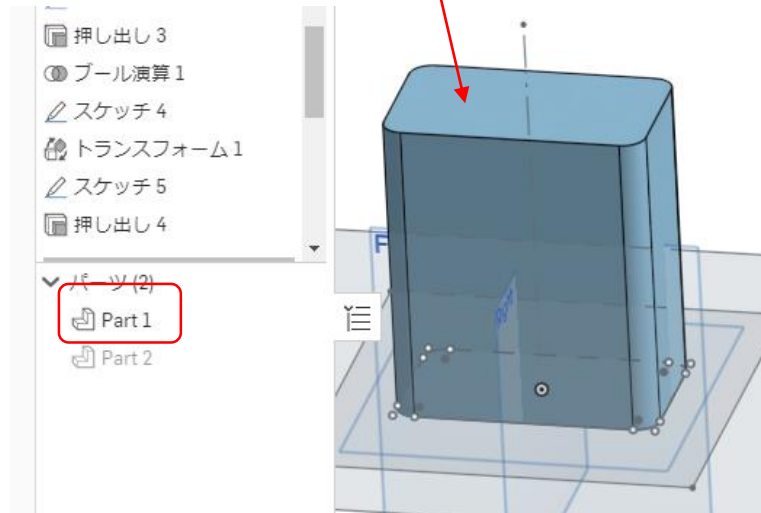 押し出し 3
ブール演算 1
スケッチ 4
トランスフォーム 1
スケッチ 5
押し出し 4
パーツ (2)
Part 1
Part 2
F
Right